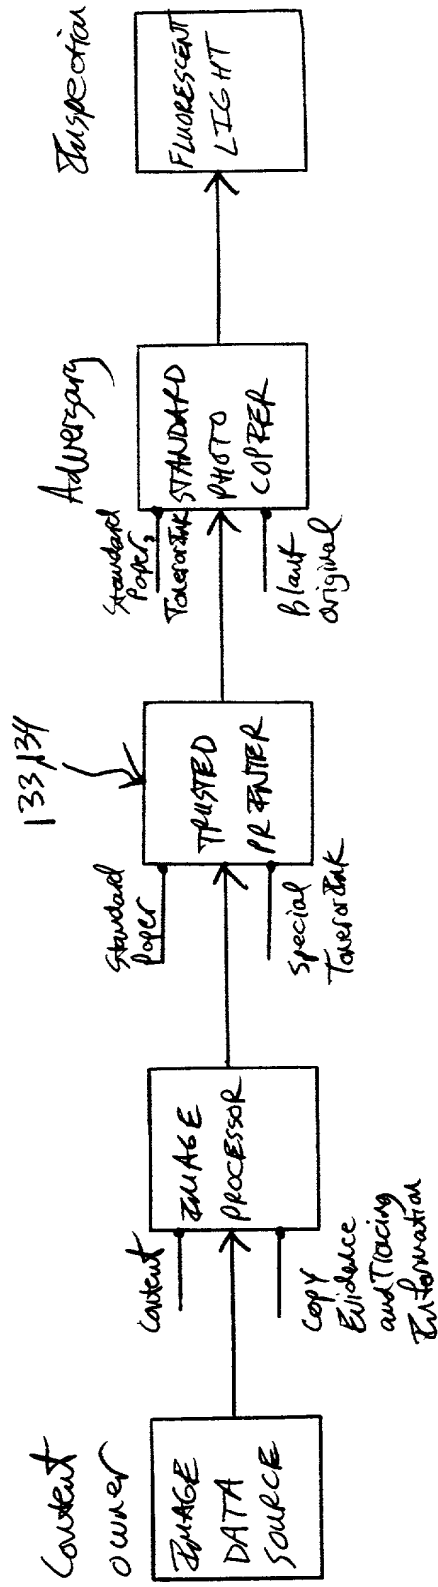 Content
owner
IMAGE
DATA
SOURCE
Content
Copy
Evidence
and Tracing
Information
IMAGE
PROCESSOR
Standard
Paper
Special
Toner or Ink
133,134
TRUSTED
PRINTER
Adversary
Standard
Paper,
Toner or Ink
Blank
original
STANDARD
PHOTO
COPIER
Inspection
FLUORESCENT
LIGHT